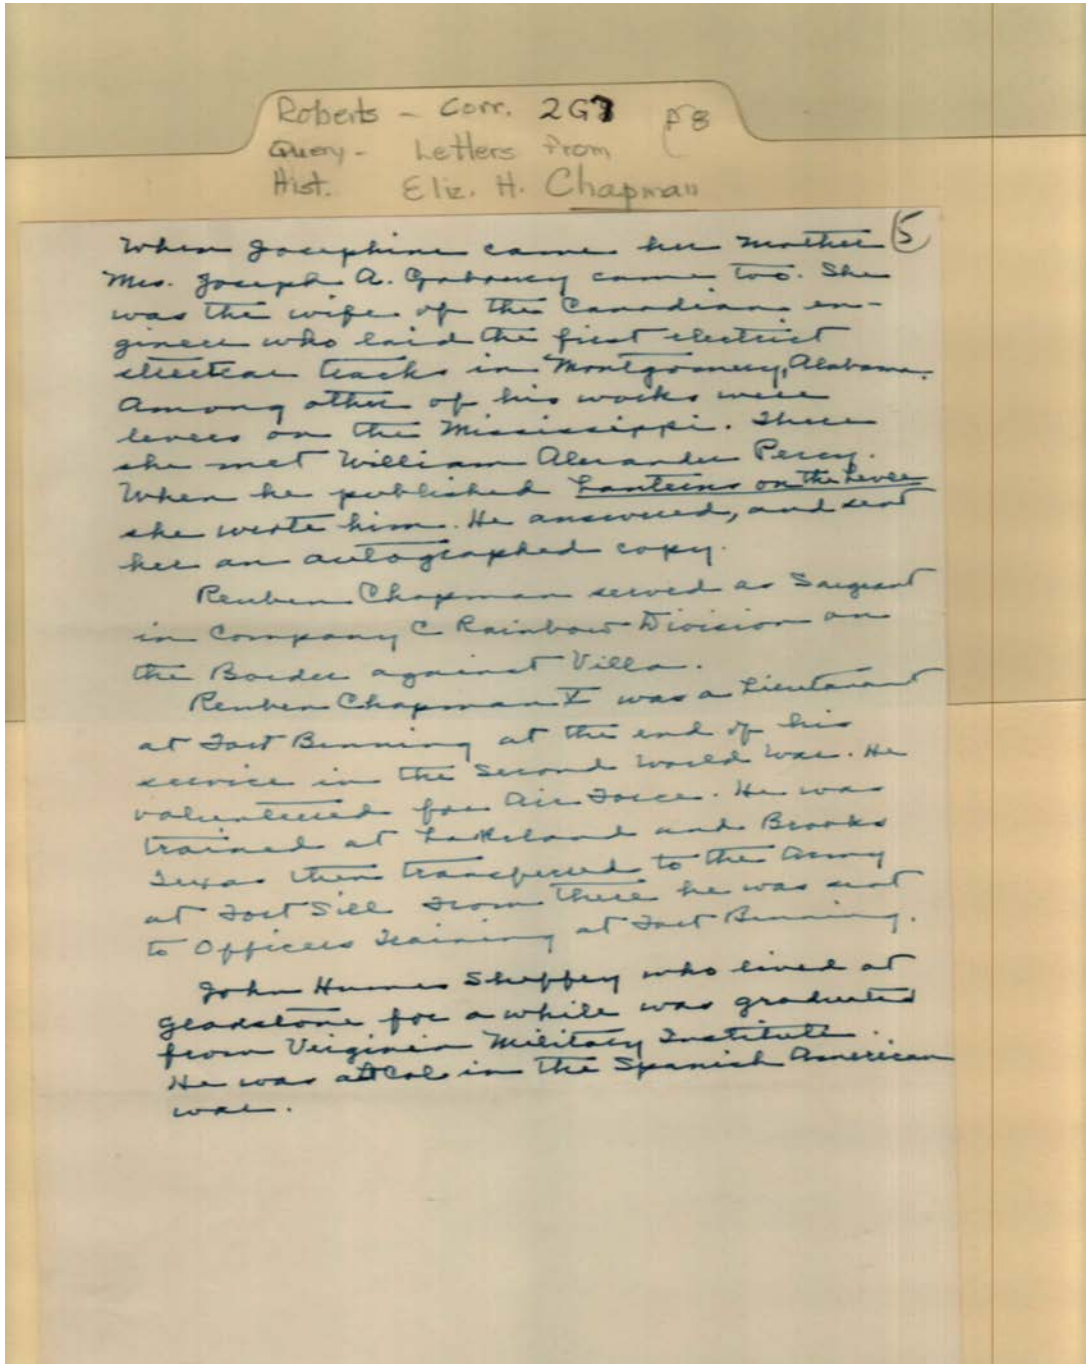 Roberts - Corr. 2G7 p8
Query - Letters from
Hist. Eliz. H. Chapman
5
When Josephine came her mother
Mrs. Joseph A. Gaboury came too. She
was the wife of the Canadian en-
gineer who laid the first electric
streetcar tracks in Montgomery, Alabama.
Among other of his works were
levees on the Mississippi. There
she met William Alexander Percy.
When he published Lanterns on the Levee
she wrote him. He answered, and sent
her an autographed copy.
Reuben Chapman served as Sargeant
in Company C Rainbow Division on
the Border against Villa.
Reuben Chapman V was a Lieutenant
at Fort Benning at the end of his
service in the Second World War. He
volunteered for Air Force. He was
trained at Lakeland and Brooks
Texas then transferred to the Army
at Fort Sill From there he was sent
to Officers Training at Fort Benning.
John Humes Sheffey who lived at
Gladstone for a while was graduated
from Virginia Military Institute.
He was a Lt Col in the Spanish American
war.